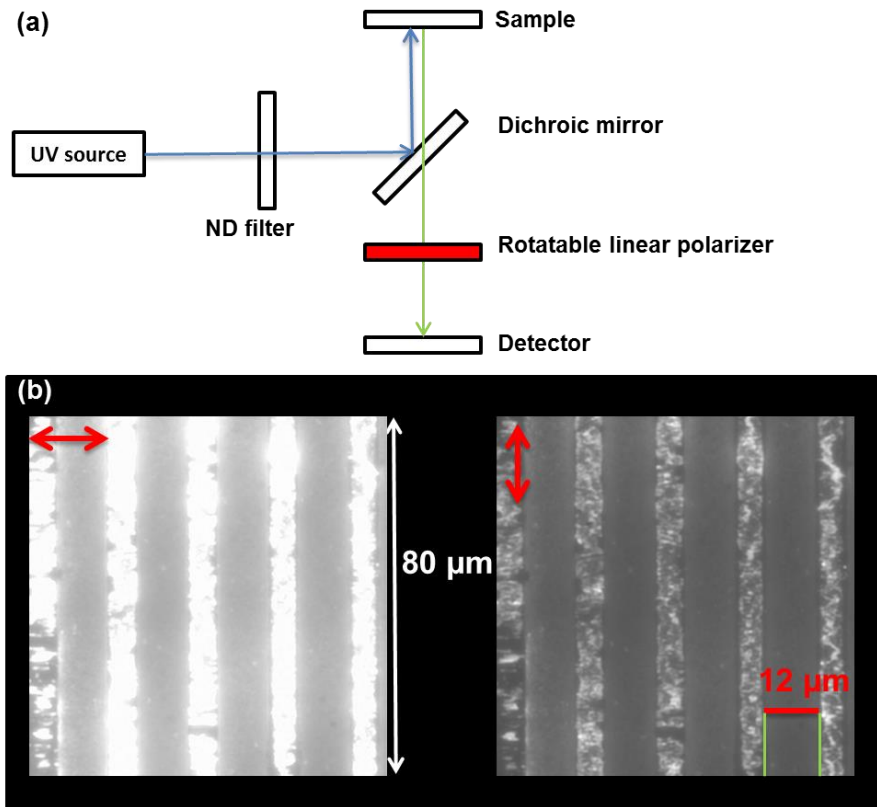 (a)
Sample
Dichroic mirror
UV source
ND filter
Rotatable linear polarizer
Detector
(b)
80 µm
12 µm